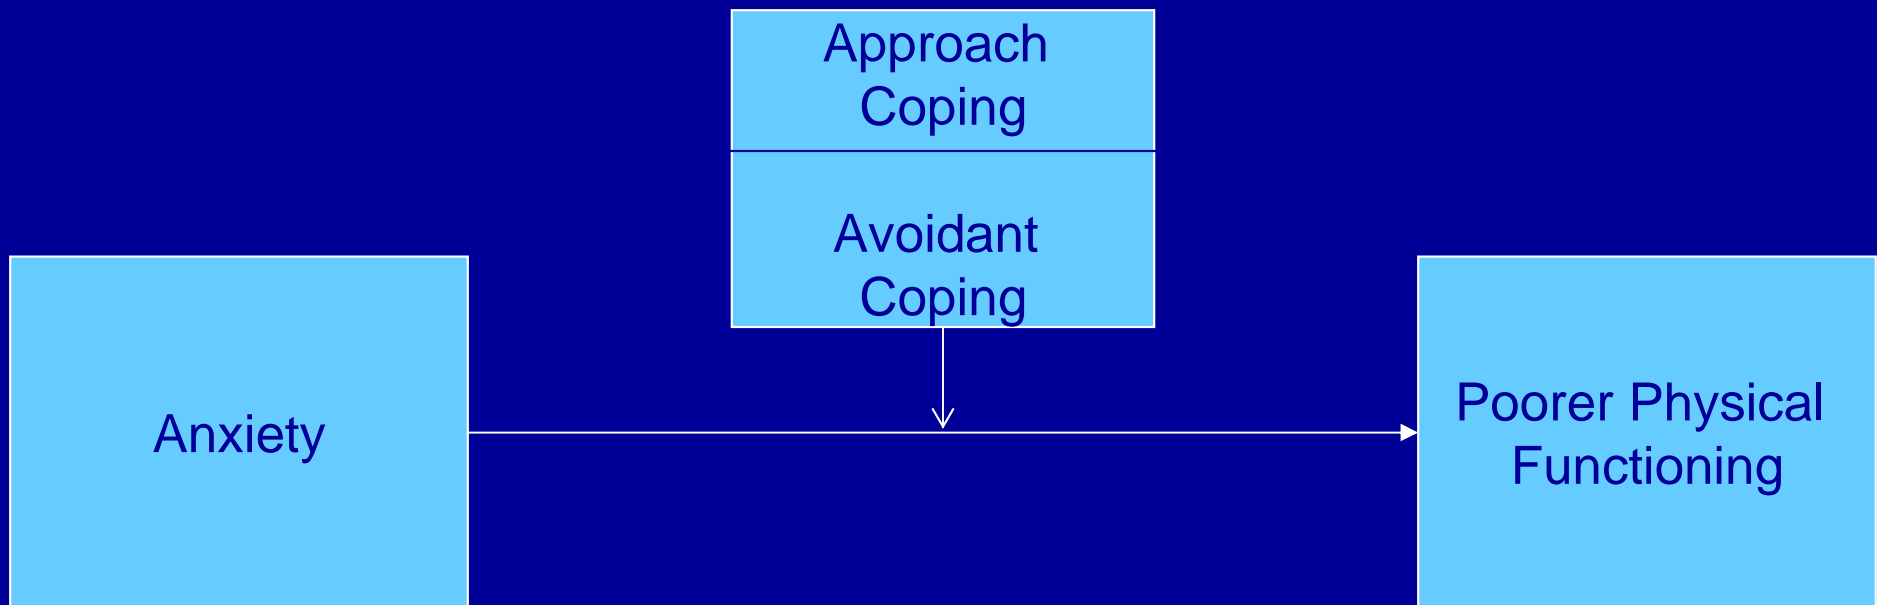 Approach
Coping
Avoidant
Coping
Anxiety
Poorer Physical
Functioning